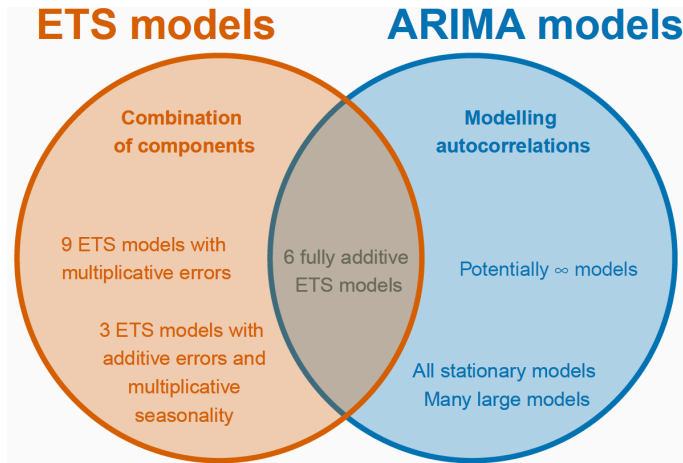 ETS models
ARIMA models
Combination
of components
Modelling
autocorrelations
9 ETS models with
multiplicative errors
6 fully additive
ETS models
Potentially ∞ models
3 ETS models with
additive errors and
multiplicative
seasonality
All stationary models
Many large models